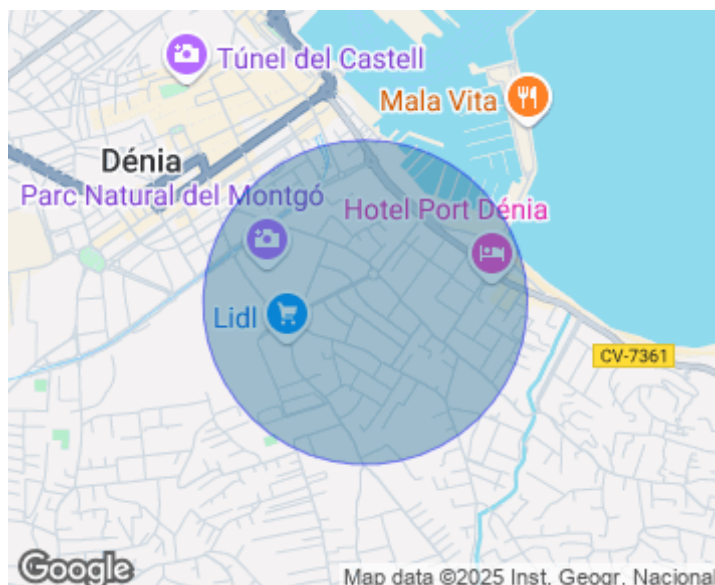 Túnel del Castell
Mala Vita
Dénia
Parc Natural del Montgó
Hotel Port Dénia
Lidl
CV-7361
Google
Map data ©2025 Inst. Geogr. Nacional